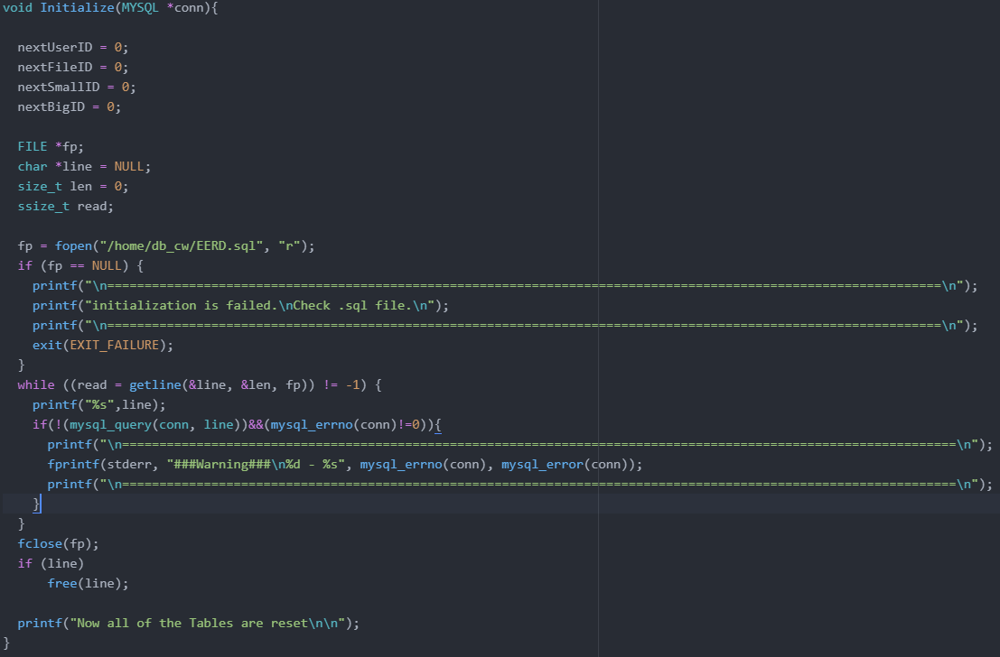 void Initialize(MYSQL *conn){
nextUserID = 0;
nextFileID = 0;
nextSmallID = 0;
nextBigID = 0;
FILE *fp;
char *line = NULL;
size_t len = 0;
ssize_t read;
fp = fopen("/home/db_cw/EERD.sql", "r");
if (fp == NULL) {
printf("\n================================================================================================================\n");
printf("initialization is failed.\nCheck .sql file.\n");
printf("\n================================================================================================================\n");
exit(EXIT_FAILURE);
}
while ((read = getline(&line, &len, fp)) != -1) {
printf("%s",line);
if(!(mysql_query(conn, line))&&(mysql_errno(conn)!=0)){
printf("\n================================================================================================================\n");
fprintf(stderr, "###Warning###\n%d - %s", mysql_errno(conn), mysql_error(conn));
printf("\n================================================================================================================\n");
}
}
fclose(fp);
if (line)
free(line);
printf("Now all of the Tables are reset\n\n");
}